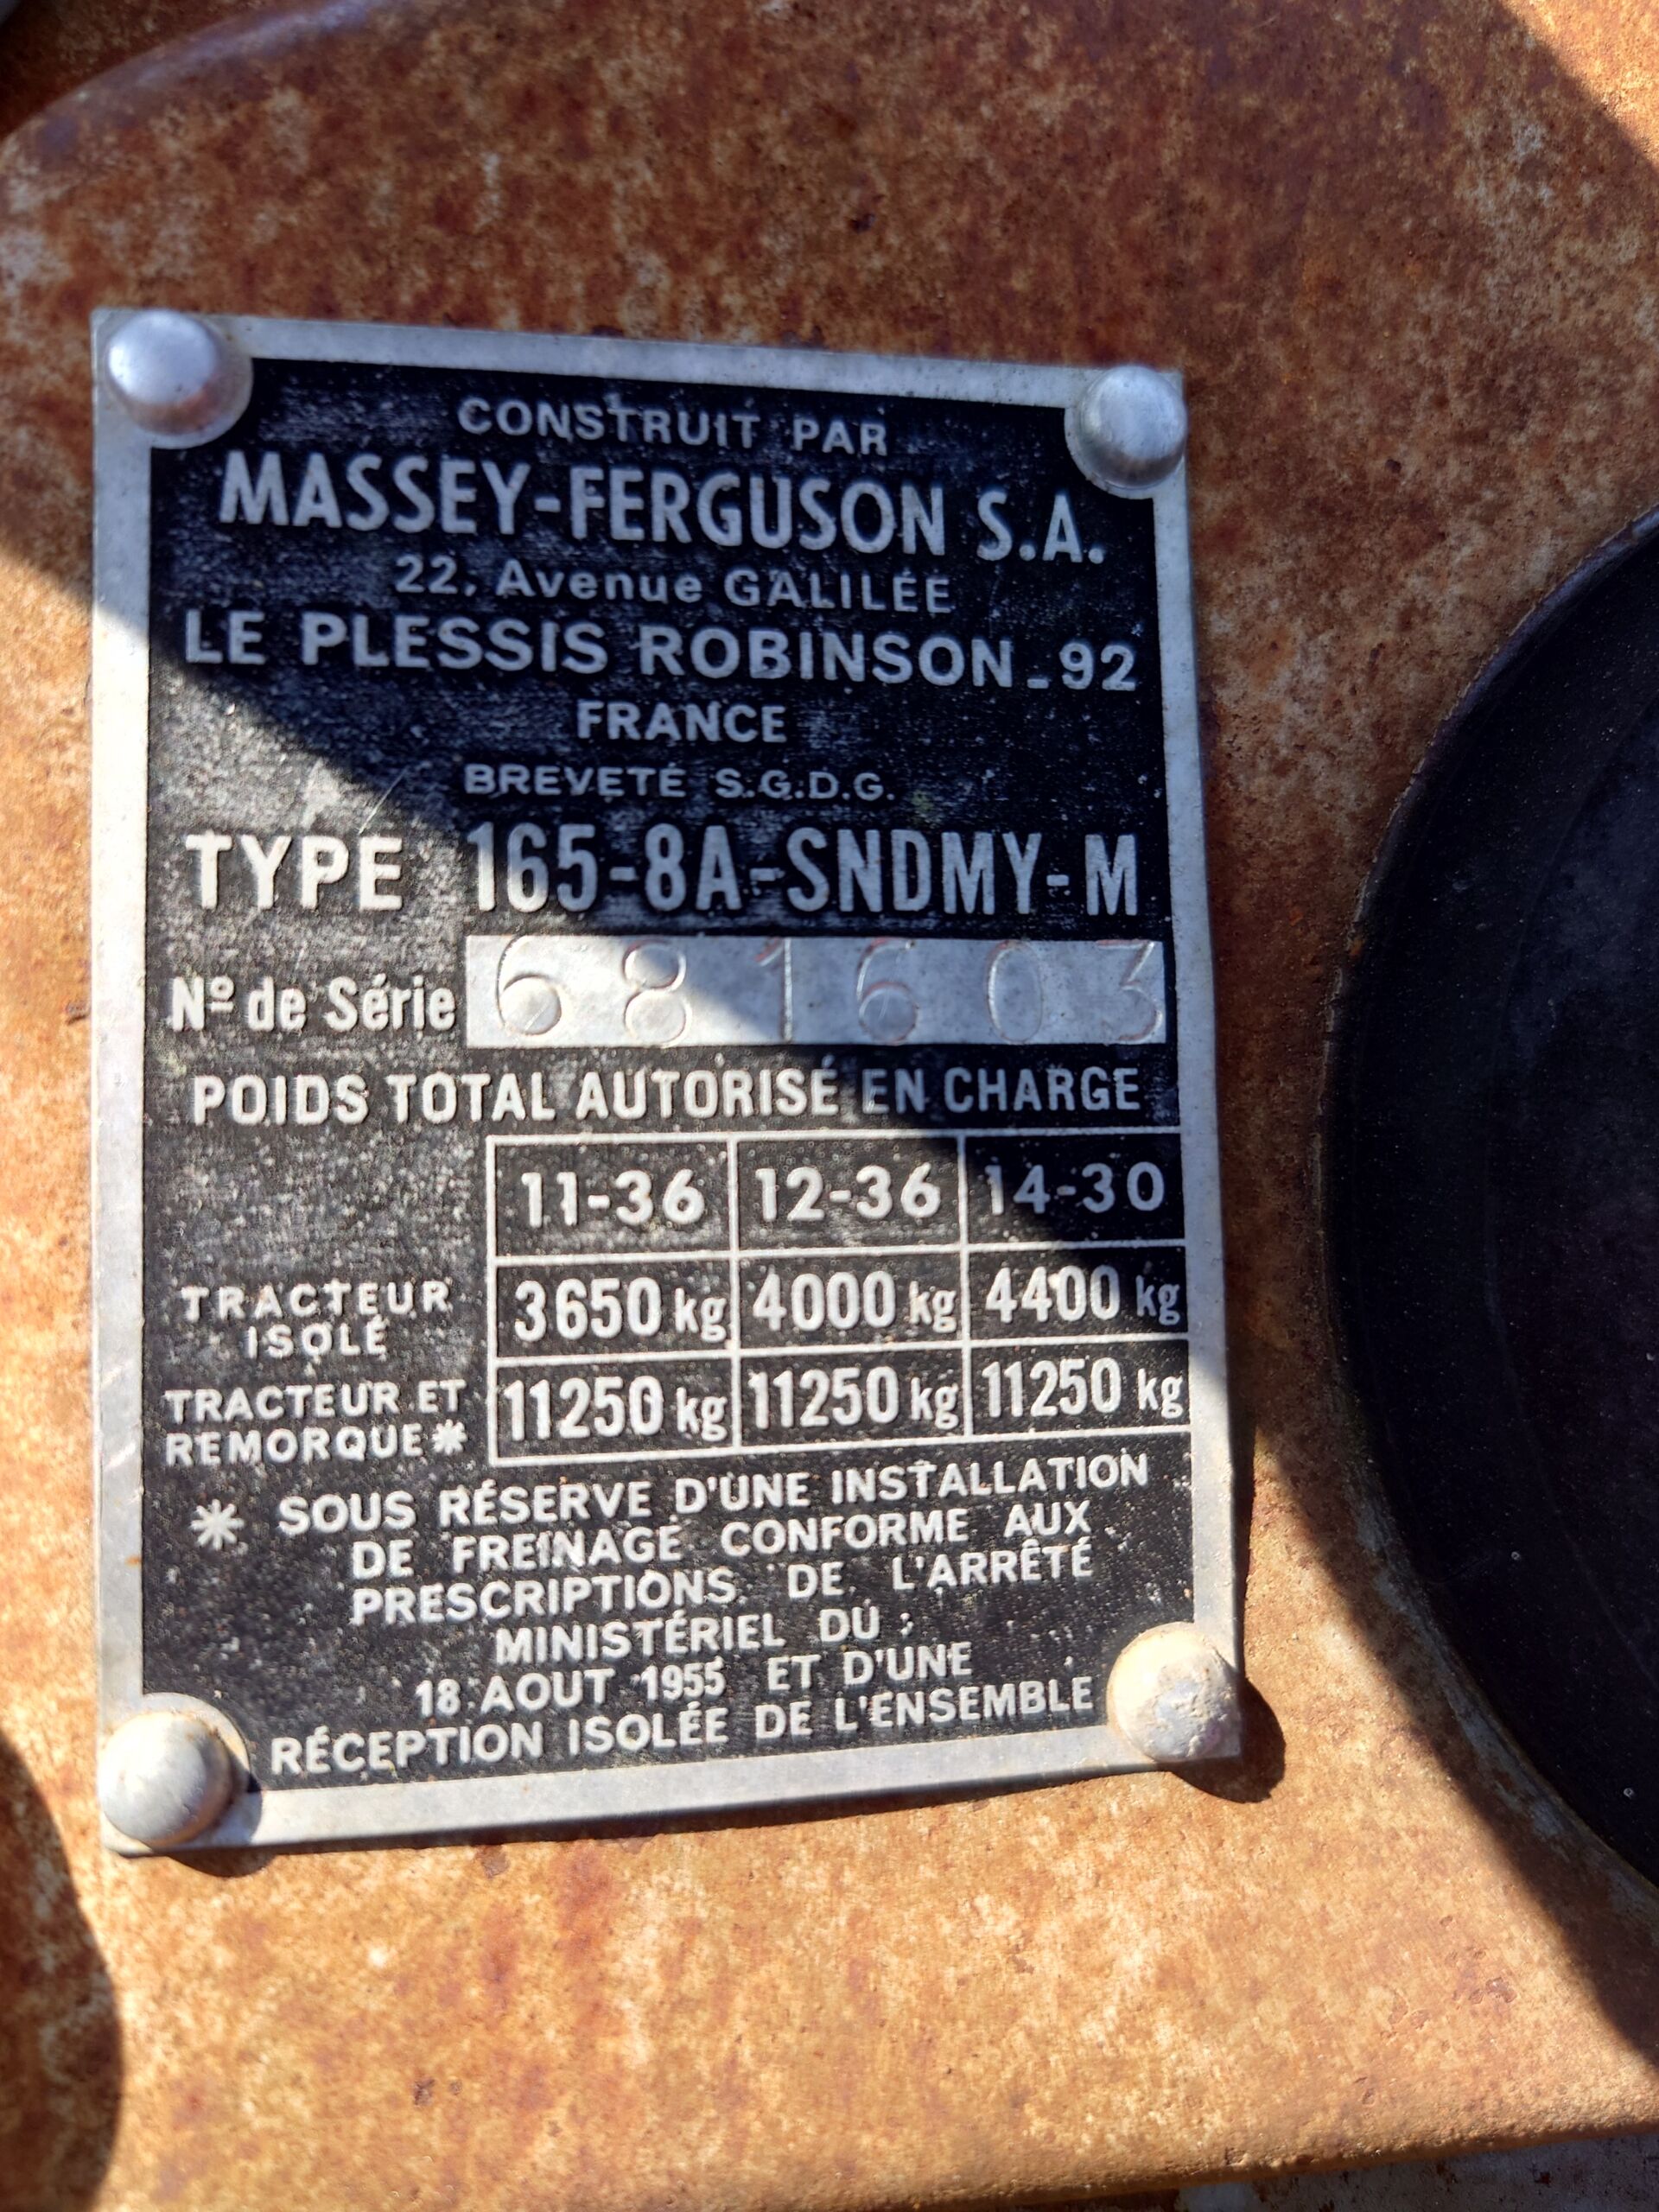 CONSTRUIT PAR
MASSEY-FERGUSON S.A.
22, Avenue GALILÉE
LE PLESSIS ROBINSON_92
FRANCE
BREVETÉ S.G.D.G.
TYPE 165-8A-SNDMY-M
Nº de Série 681603
POIDS TOTAL AUTORISÉ EN CHARGE
11-36 12-36 14-30
TRACTEUR ISOLÉ 3650 kg 4000 kg 4400 kg
TRACTEUR ET REMORQUE* 11250 kg 11250 kg 11250 kg
* SOUS RÉSERVE D'UNE INSTALLATION
DE FREINAGE CONFORME AUX
PRESCRIPTIONS DE L'ARRÊTÉ
MINISTÉRIEL DU :
18 AOUT 1955 ET D'UNE
RÉCEPTION ISOLÉE DE L'ENSEMBLE